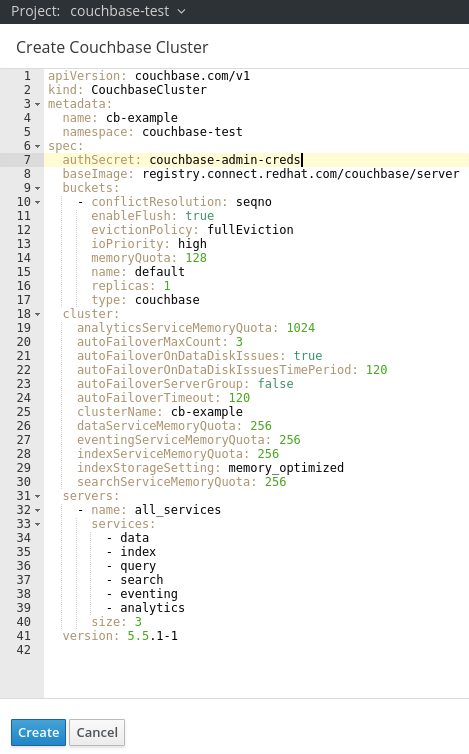 Project: couchbase-test
Create Couchbase Cluster
1 apiVersion: couchbase.com/v1
2 kind: CouchbaseCluster
3 metadata:
4   name: cb-example
5   namespace: couchbase-test
6 spec:
7   authSecret: couchbase-admin-creds
8   baseImage: registry.connect.redhat.com/couchbase/server
9   buckets:
10     - conflictResolution: seqno
11       enableFlush: true
12       evictionPolicy: fullEviction
13       ioPriority: high
14       memoryQuota: 128
15       name: default
16       replicas: 1
17       type: couchbase
18   cluster:
19     analyticsServiceMemoryQuota: 1024
20     autoFailoverMaxCount: 3
21     autoFailoverOnDataDiskIssues: true
22     autoFailoverOnDataDiskIssuesTimePeriod: 120
23     autoFailoverServerGroup: false
24     autoFailoverTimeout: 120
25     clusterName: cb-example
26     dataServiceMemoryQuota: 256
27     eventingServiceMemoryQuota: 256
28     indexServiceMemoryQuota: 256
29     indexStorageSetting: memory_optimized
30     searchServiceMemoryQuota: 256
31   servers:
32     - name: all_services
33       services:
34         - data
35         - index
36         - query
37         - search
38         - eventing
39         - analytics
40       size: 3
41   version: 5.5.1-1
42
Create Cancel